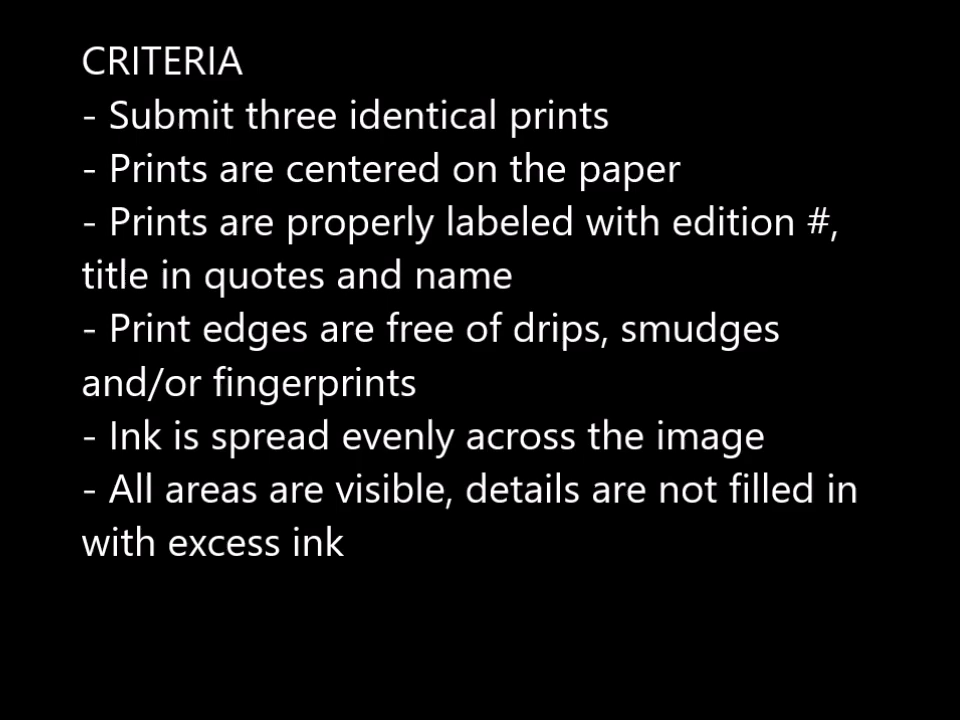 CRITERIA
- Submit three identical prints
- Prints are centered on the paper
- Prints are properly labeled with edition #,
title in quotes and name
- Print edges are free of drips, smudges
and/or fingerprints
- Ink is spread evenly across the image
- All areas are visible, details are not filled in
with excess ink